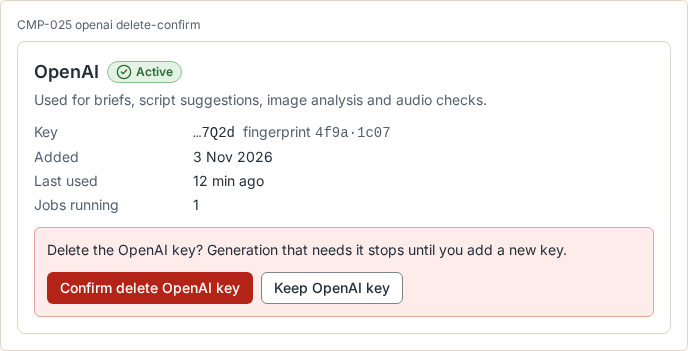 CMP-025 openai delete-confirm
OpenAI Active
Used for briefs, script suggestions, image analysis and audio checks.
Key …7Q2d fingerprint 4f9a·1c07
Added 3 Nov 2026
Last used 12 min ago
Jobs running 1
Delete the OpenAI key? Generation that needs it stops until you add a new key.
Confirm delete OpenAI key Keep OpenAI key